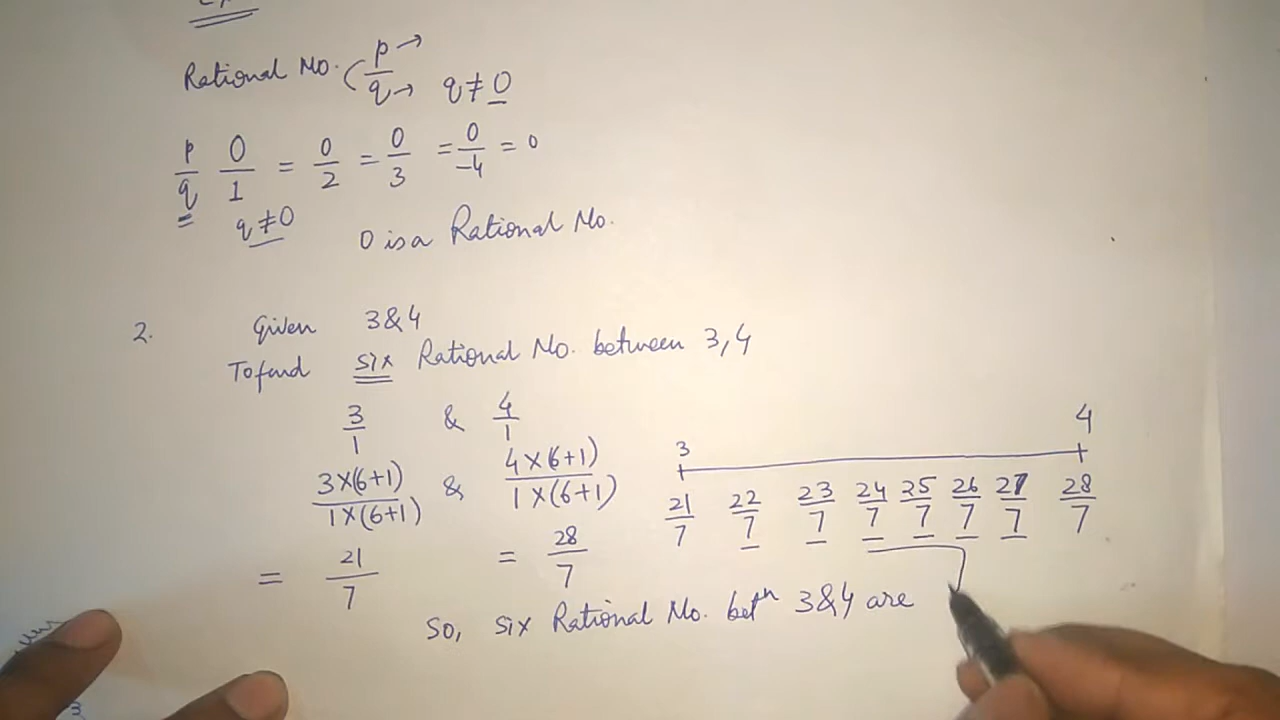 Rational No. ( p/q → → q ≠ 0
p/q 0/1 = 0/2 = 0/3 = 0/-4 = 0
q ≠ 0
0 is a Rational No.
2. Given 3 & 4
To find six Rational No. between 3, 4
3/1 & 4/1
3×(6+1)/1×(6+1) & 4×(6+1)/1×(6+1)
= 21/7 = 28/7
3 4
21/7 22/7 23/7 24/7 25/7 26/7 27/7 28/7
So, six Rational No. betn 3 & 4 are